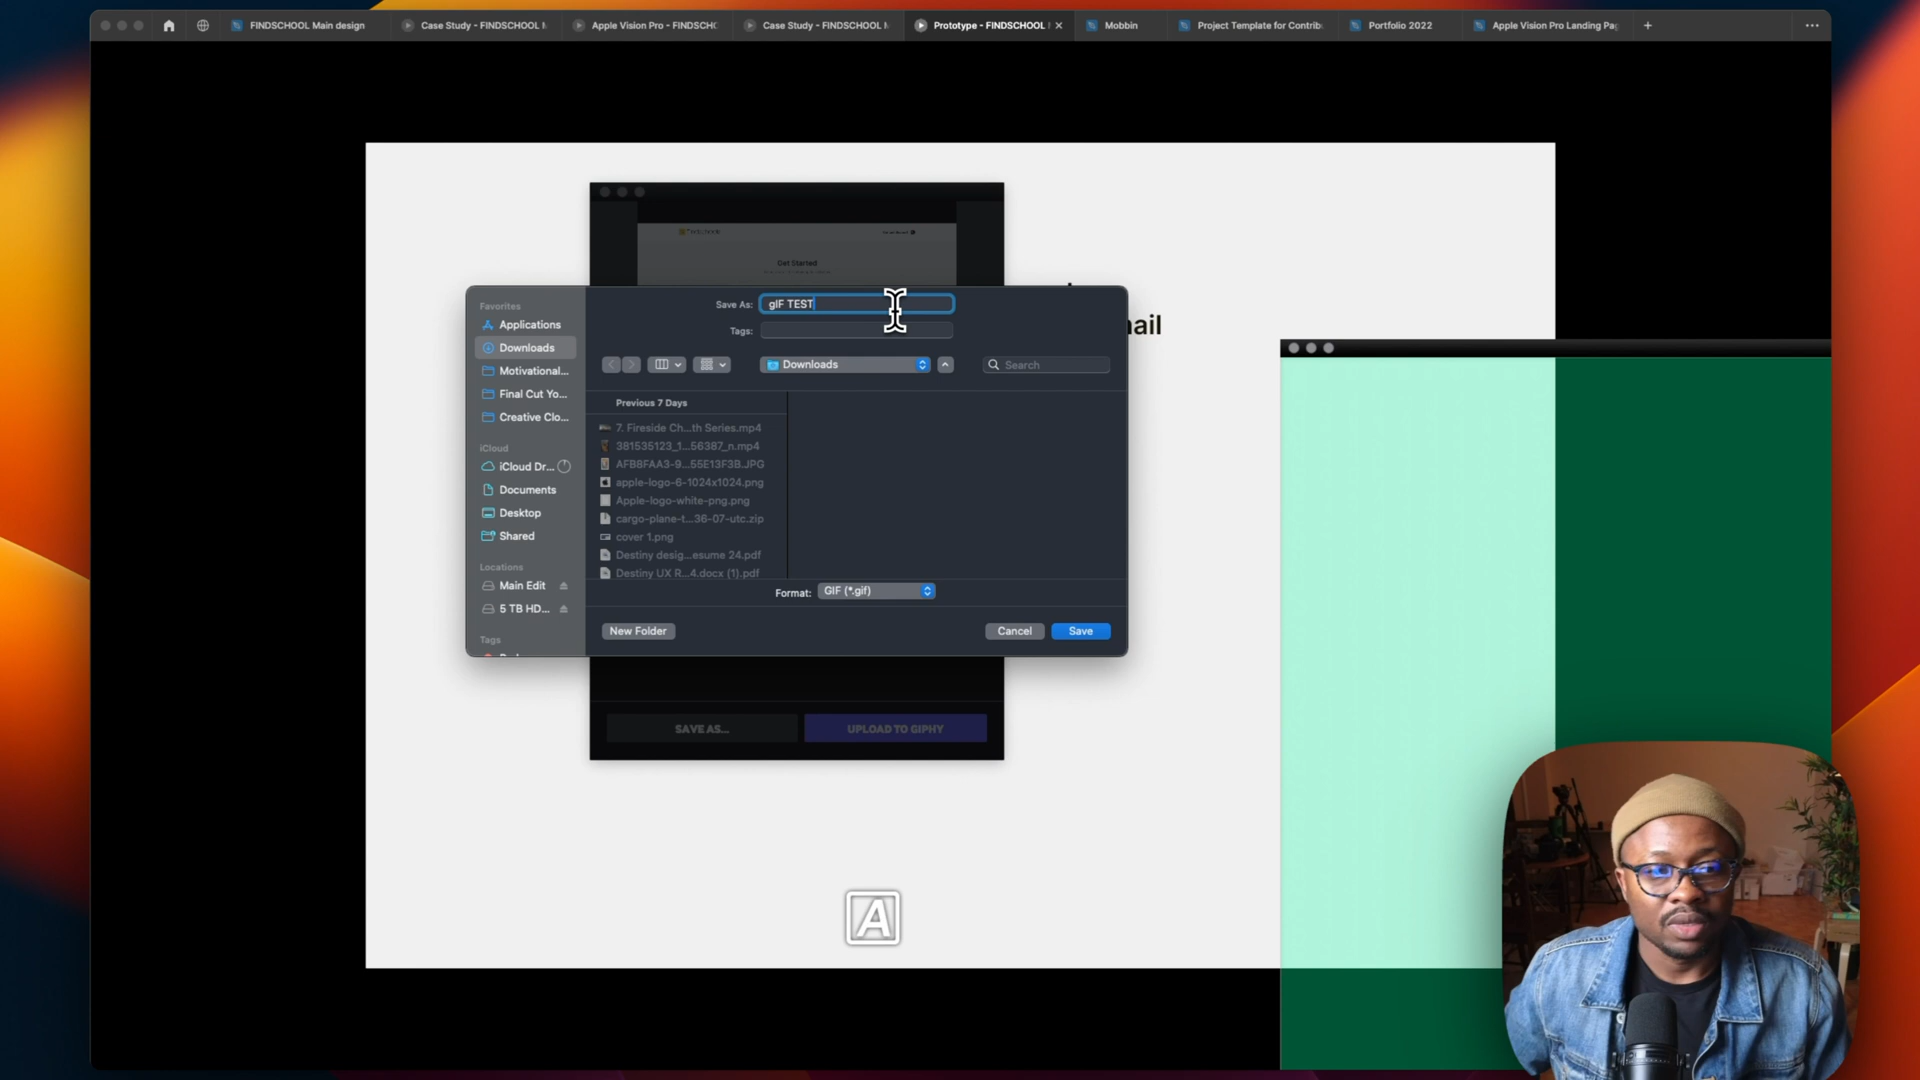 FINDSCHOOL Main design
Case Study - FINDSCHOOL
Apple Vision Pro - FINDSCHO
Case Study - FINDSCHOOL
Prototype - FINDSCHOOL
Mobbin
Project Template for Contrib
Portfolio 2022
Apple Vision Pro Landing Pag
Get Started
Favorites
Applications
Downloads
Motivational...
Final Cut Yo...
Creative Clo...
iCloud
iCloud Dr...
Documents
Desktop
Shared
Locations
Main Edit
5 TB HD...
Tags
Save As: gIF TEST
Tags:
Downloads
Search
Previous 7 Days
7. Fireside Ch...th Series.mp4
381535123_1...56387_n.mp4
AFB8FAA3-9...55E13F3B.JPG
apple-logo-6-1024x1024.png
Apple-logo-white-png.png
cargo-plane-t...36-07-utc.zip
cover 1.png
Destiny desig...esume 24.pdf
Destiny UX R...4.docx (1).pdf
Format: GIF (*.gif)
New Folder
Cancel
Save
nail
SAVE AS...
UPLOAD TO GIPHY
A